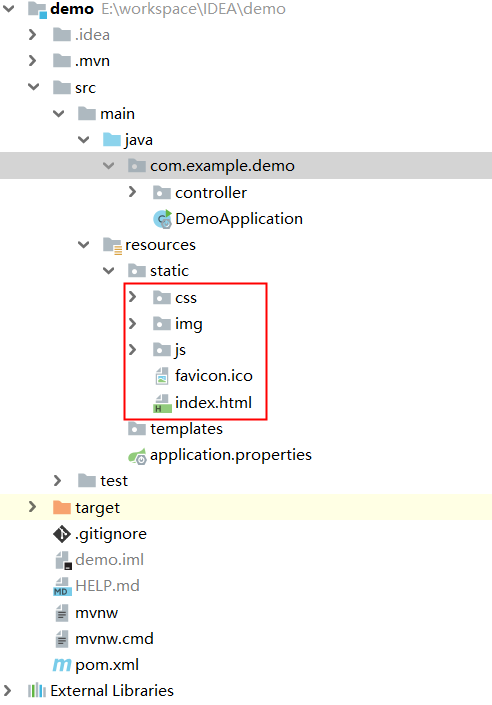 demo E:\workspace\IDEA\demo
.idea
.mvn
src
main
java
com.example.demo
controller
C DemoApplication
resources
static
css
img
js
favicon.ico
H index.html
templates
application.properties
test
target
.gitignore
demo.iml
MD HELP.md
mvnw
mvnw.cmd
m pom.xml
External Libraries